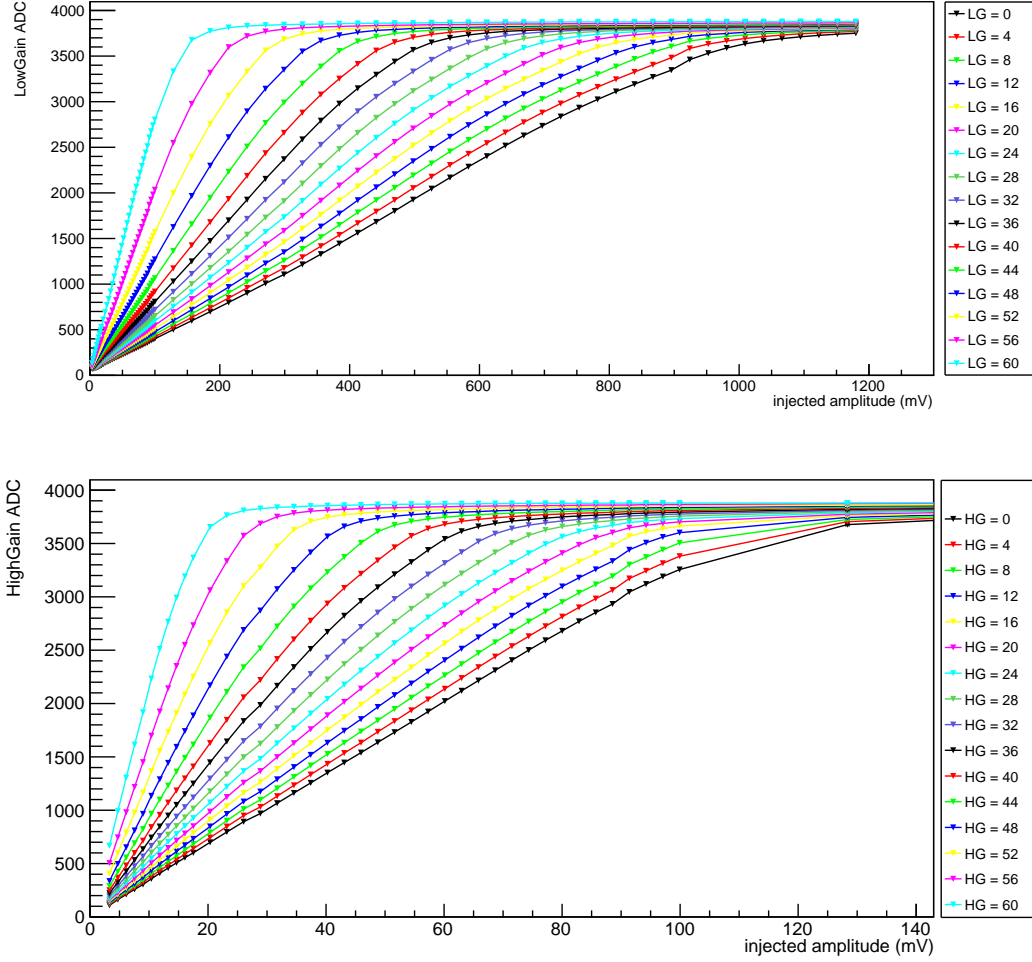 LowGain ADC
4000
3500
3000
2500
2000
1500
1000
500
0
0 200 400 600 800 1000 1200
injected amplitude (mV)
LG = 0
LG = 4
LG = 8
LG = 12
LG = 16
LG = 20
LG = 24
LG = 28
LG = 32
LG = 36
LG = 40
LG = 44
LG = 48
LG = 52
LG = 56
LG = 60
HighGain ADC
4000
3500
3000
2500
2000
1500
1000
500
0
0 20 40 60 80 100 120 140
injected amplitude (mV)
HG = 0
HG = 4
HG = 8
HG = 12
HG = 16
HG = 20
HG = 24
HG = 28
HG = 32
HG = 36
HG = 40
HG = 44
HG = 48
HG = 52
HG = 56
HG = 60